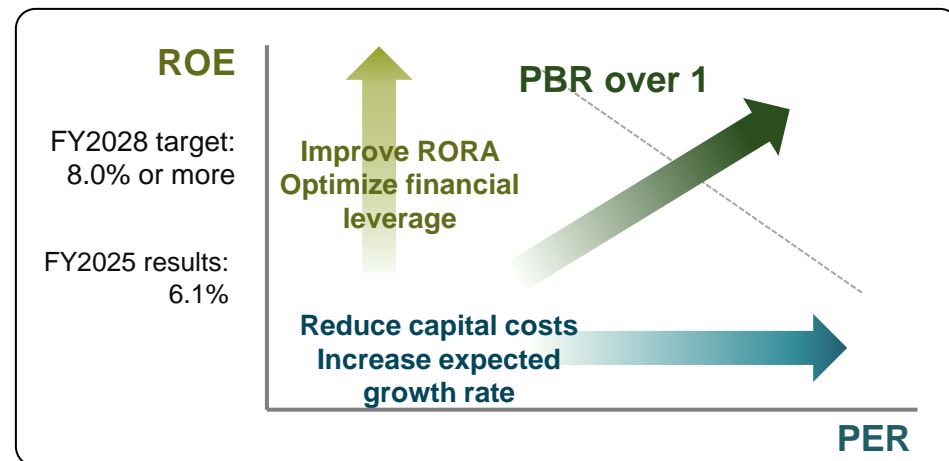 ROE
PBR over 1
FY2028 target:
8.0% or more
Improve RORA
Optimize financial
leverage
FY2025 results:
6.1%
Reduce capital costs
Increase expected
growth rate
PER